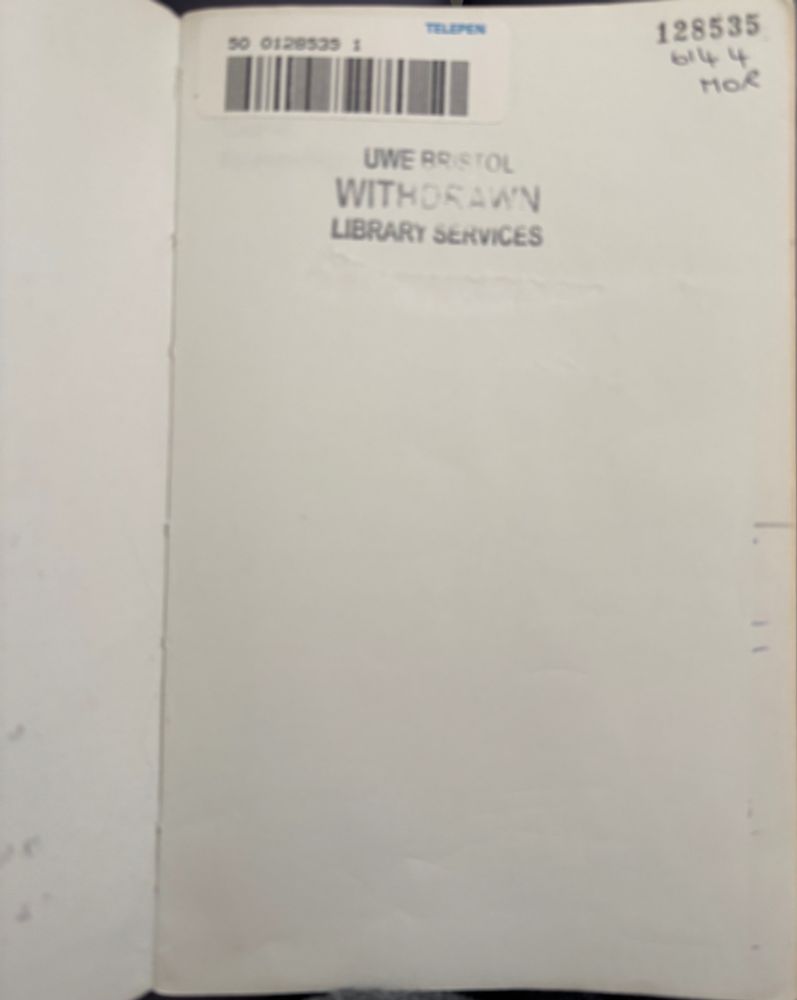 TELEPEN
50 0128535 1
128535
614 4
MOR
UWE BRISTOL
WITHDRAWN
LIBRARY SERVICES